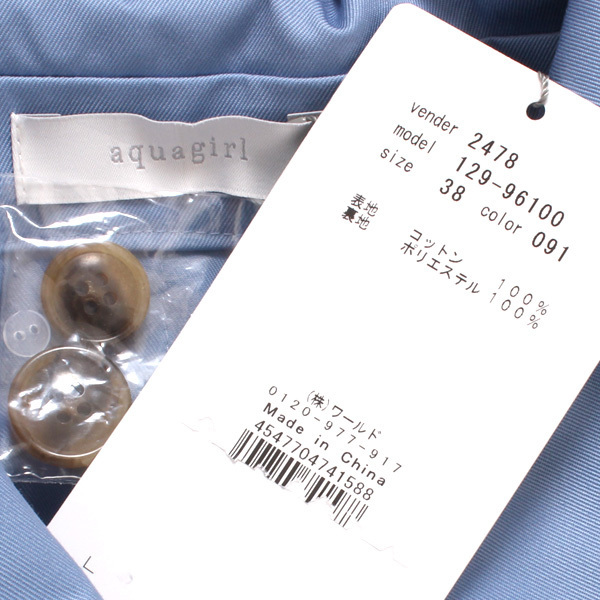 aquagirl
vender 2478
model 129-96100
size 38 color 091
表地 コットン 100%
裏地 ポリエステル 100%
(株)ワールド
0120-977-917
Made in China
4547704741588
L